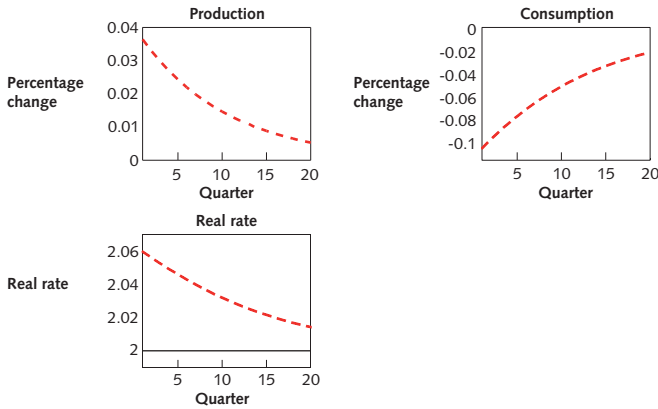 Production
0.04
0.03
0.02
0.01
0
Percentage
change
5 10 15 20
Quarter
Consumption
0
-0.02
-0.04
-0.06
-0.08
-0.1
Percentage
change
5 10 15 20
Quarter
Real rate
2.06
2.04
2.02
2
Real rate
5 10 15 20
Quarter